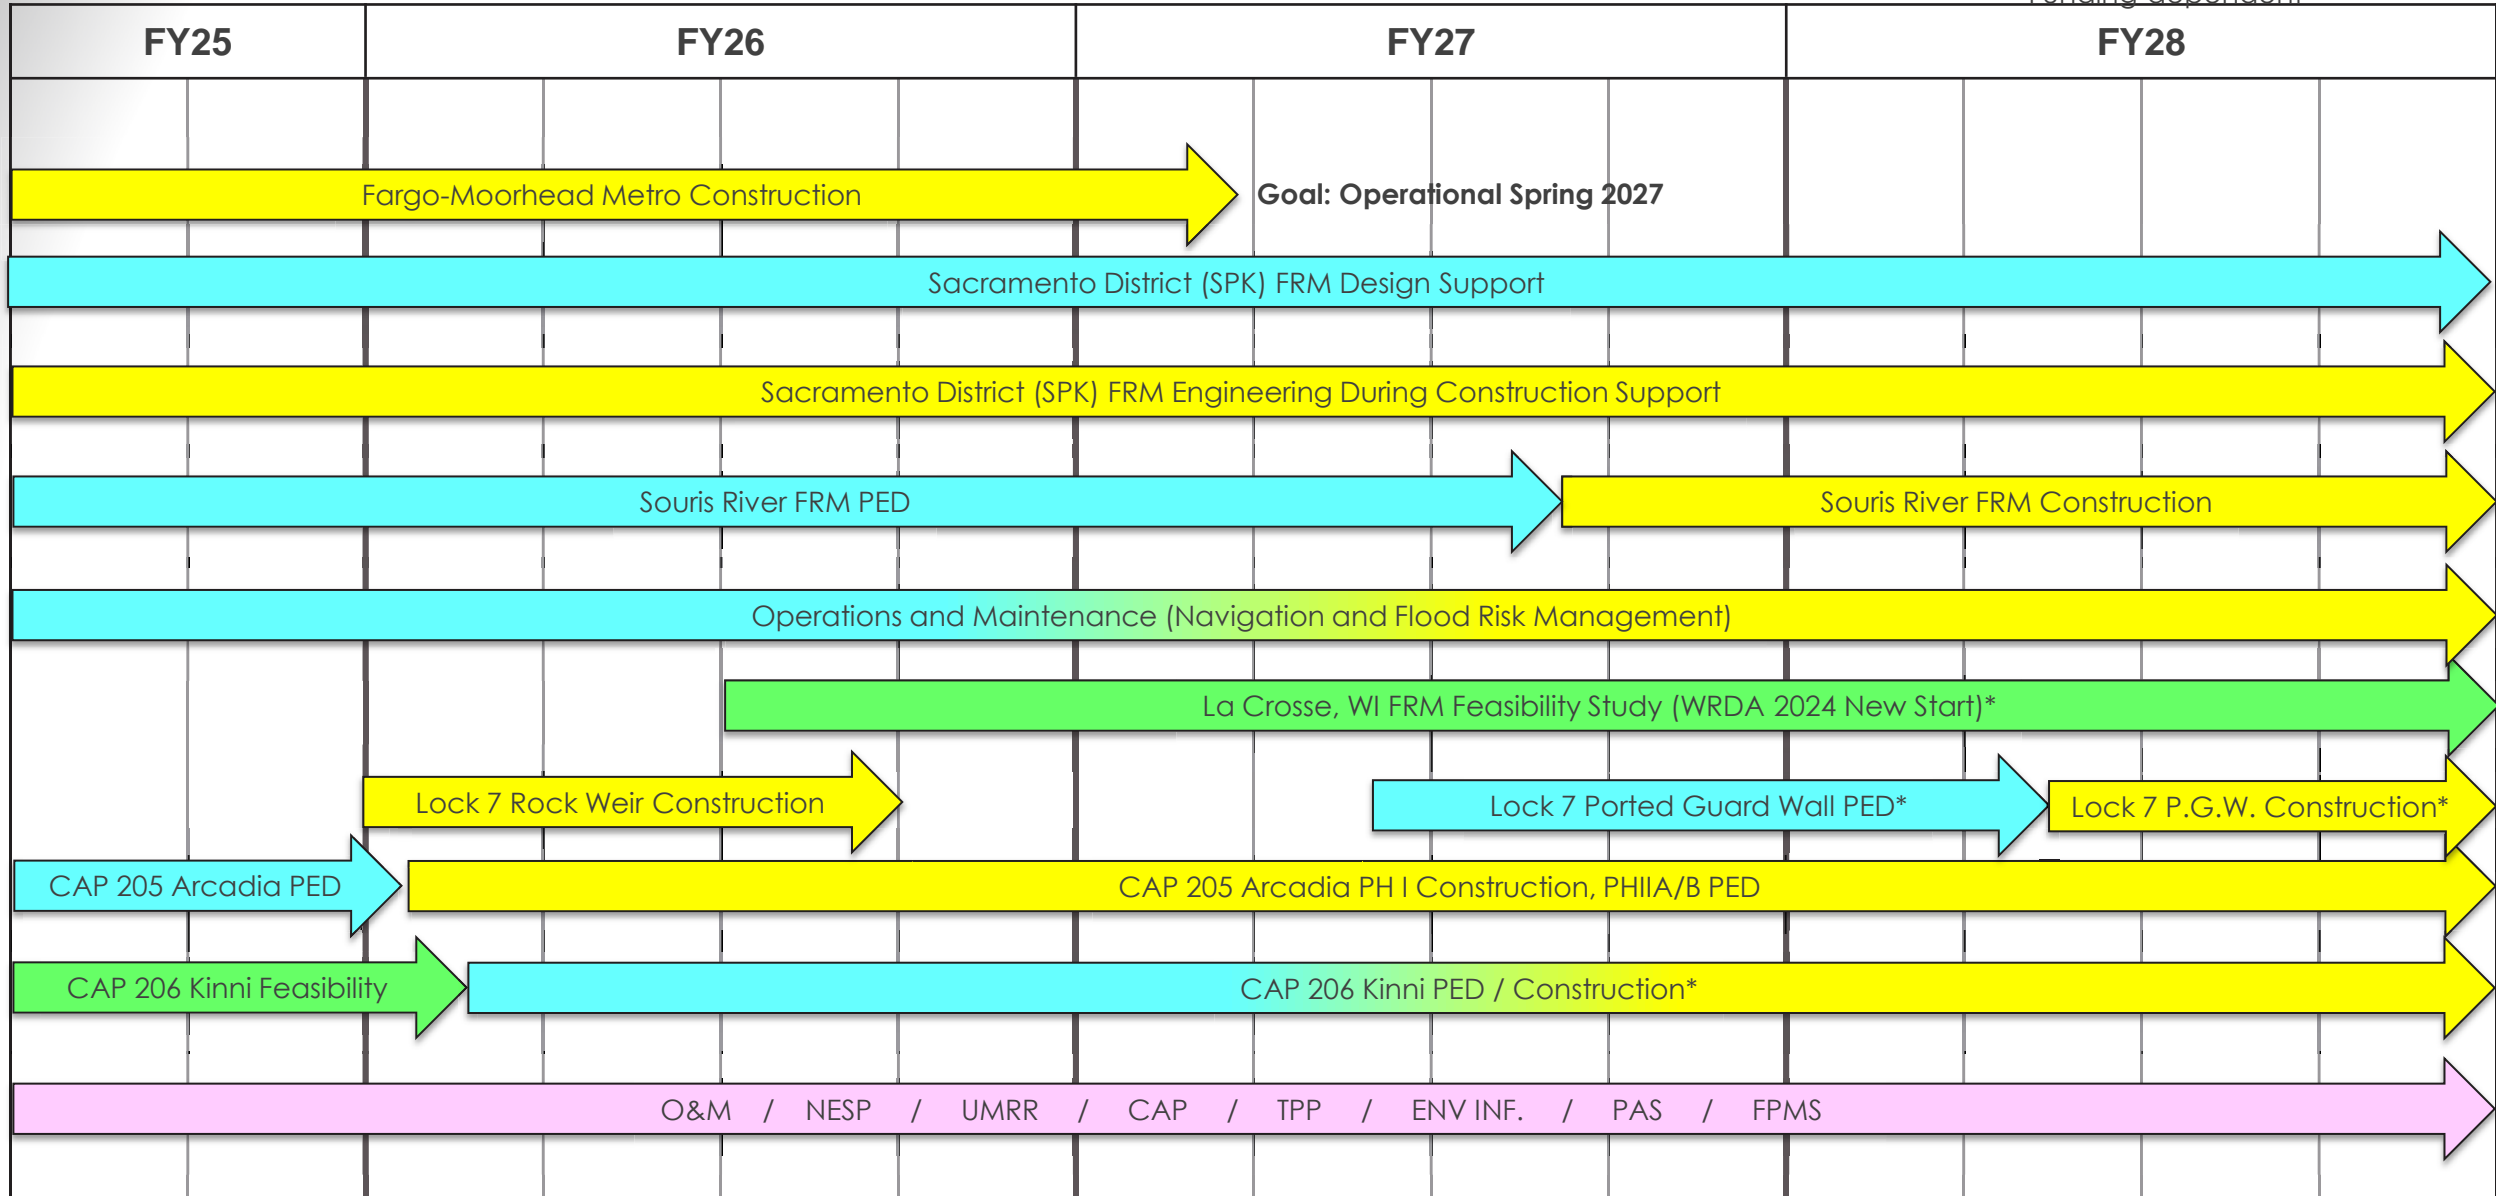 Funding dependent
FY25 FY26 FY27 FY28
Fargo-Moorhead Metro Construction
Goal: Operational Spring 2027
Sacramento District (SPK) FRM Design Support
Sacramento District (SPK) FRM Engineering During Construction Support
Souris River FRM PED
Souris River FRM Construction
Operations and Maintenance (Navigation and Flood Risk Management)
La Crosse, WI FRM Feasibility Study (WRDA 2024 New Start)*
Lock 7 Rock Weir Construction
Lock 7 Ported Guard Wall PED*
Lock 7 P.G.W. Construction*
CAP 205 Arcadia PED
CAP 205 Arcadia PH I Construction, PHIIA/B PED
CAP 206 Kinni Feasibility
CAP 206 Kinni PED / Construction*
O&M / NESP / UMRR / CAP / TPP / ENV INF. / PAS / FPMS